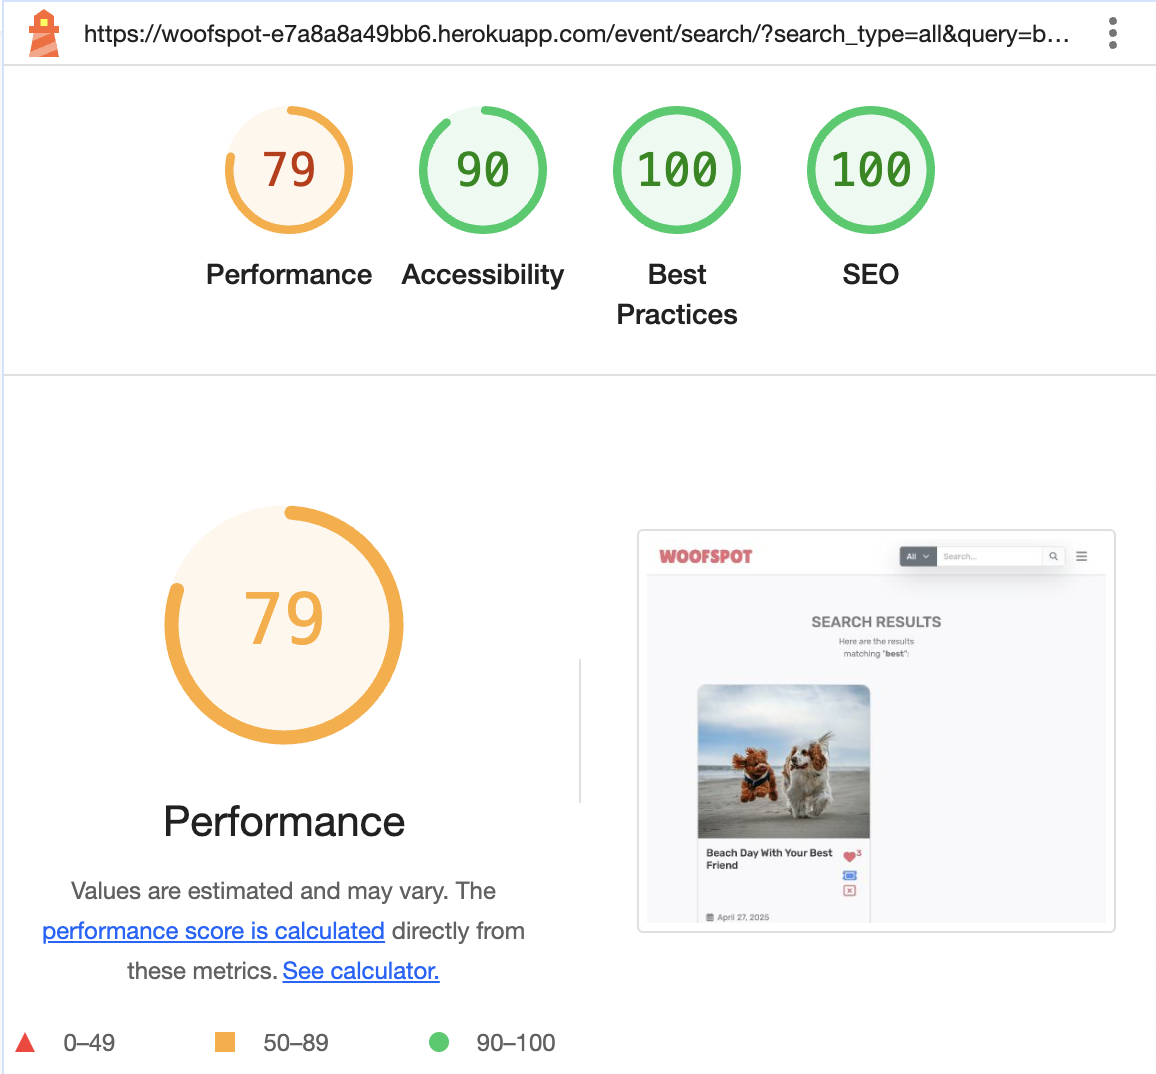 https://woofspot-e7a8a8a49bb6.herokuapp.com/event/search/?search_type=all&query=b...
79
90
100
100
Performance
Accessibility
Best
Practices
SEO
79
Performance
Values are estimated and may vary. The
performance score is calculated directly from
these metrics. See calculator.
0–49
50–89
90–100
WOOFSPOT
All
Search...
SEARCH RESULTS
Here are the results
matching "best":
Beach Day With Your Best
Friend
3
April 27, 2025